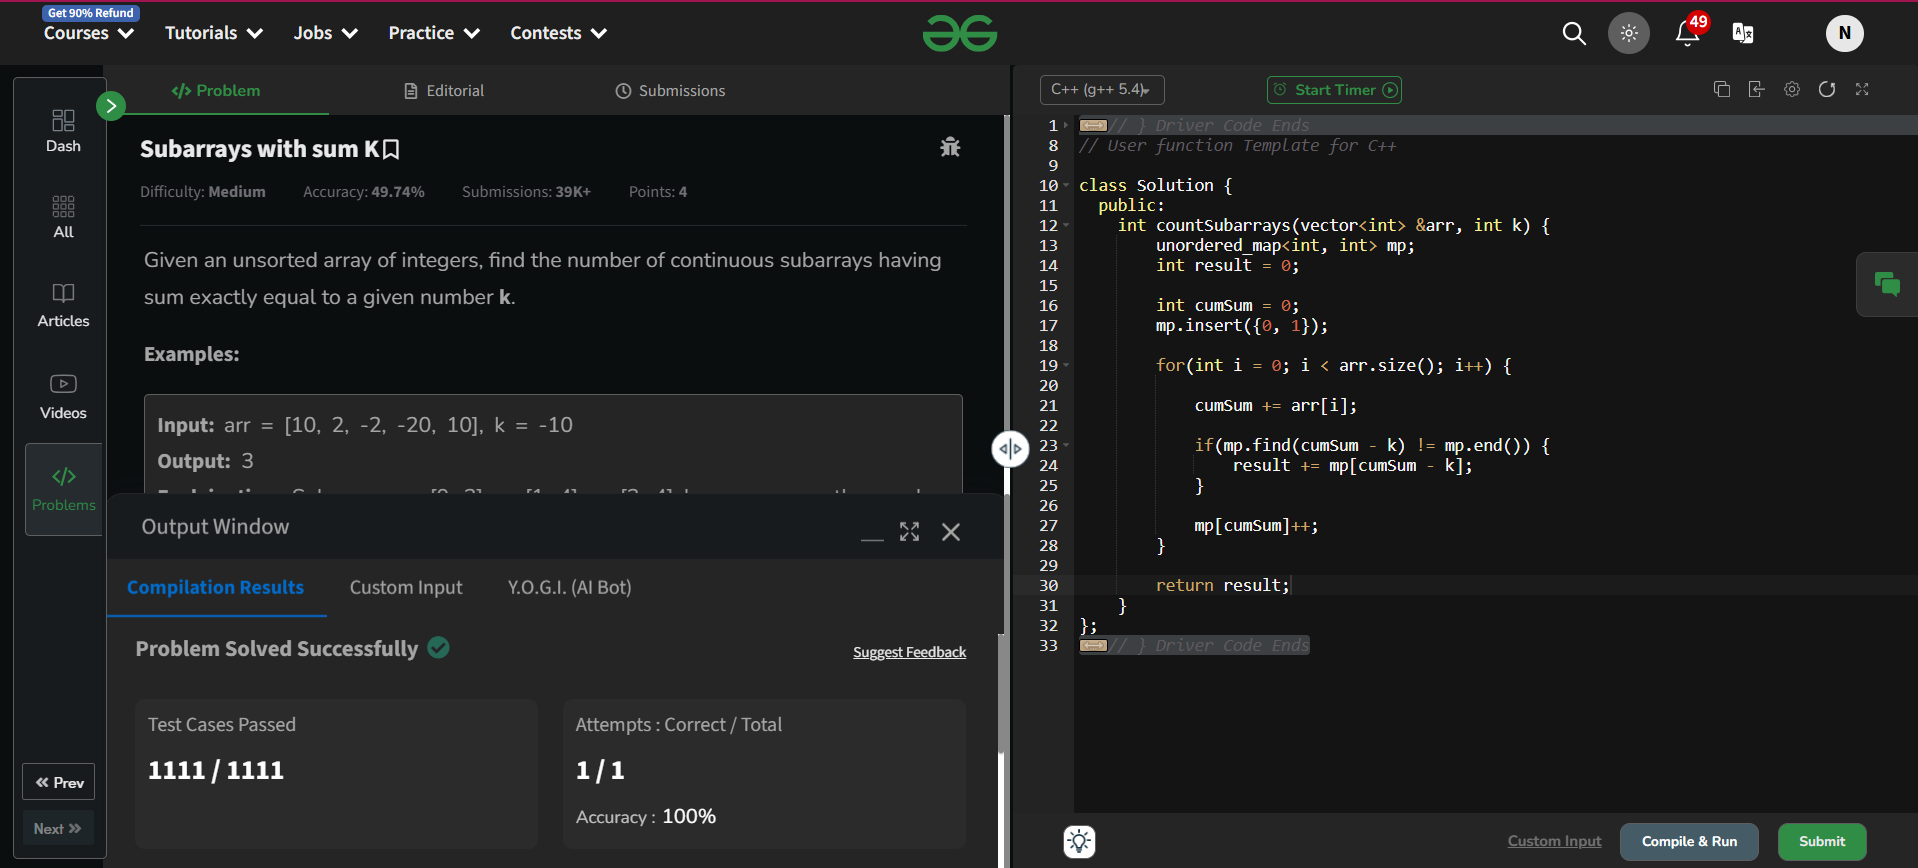 Get 90% Refund
Courses Tutorials Jobs Practice Contests
49
N
Dash
All
Articles
Videos
</> Problems
Prev
Next
</> Problem Editorial Submissions
Subarrays with sum K
Difficulty: Medium Accuracy: 49.74% Submissions: 39K+ Points: 4
Given an unsorted array of integers, find the number of continuous subarrays having
sum exactly equal to a given number k.
Examples:
Input: arr = [10, 2, -2, -20, 10], k = -10
Output: 3
Output Window
Compilation Results Custom Input Y.O.G.I. (AI Bot)
Problem Solved Successfully
Suggest Feedback
Test Cases Passed
1111 / 1111
Attempts : Correct / Total
1 / 1
Accuracy : 100%
C++ (g++ 5.4)
Start Timer
1 // } Driver Code Ends
8 // User function Template for C++
9
10 class Solution {
11 public:
12 int countSubarrays(vector<int> &arr, int k) {
13 unordered_map<int, int> mp;
14 int result = 0;
15
16 int cumSum = 0;
17 mp.insert({0, 1});
18
19 for(int i = 0; i < arr.size(); i++) {
20
21 cumSum += arr[i];
22
23 if(mp.find(cumSum - k) != mp.end()) {
24 result += mp[cumSum - k];
25 }
26
27 mp[cumSum]++;
28 }
29
30 return result;
31 }
32 };
33 // } Driver Code Ends
Custom Input Compile & Run Submit